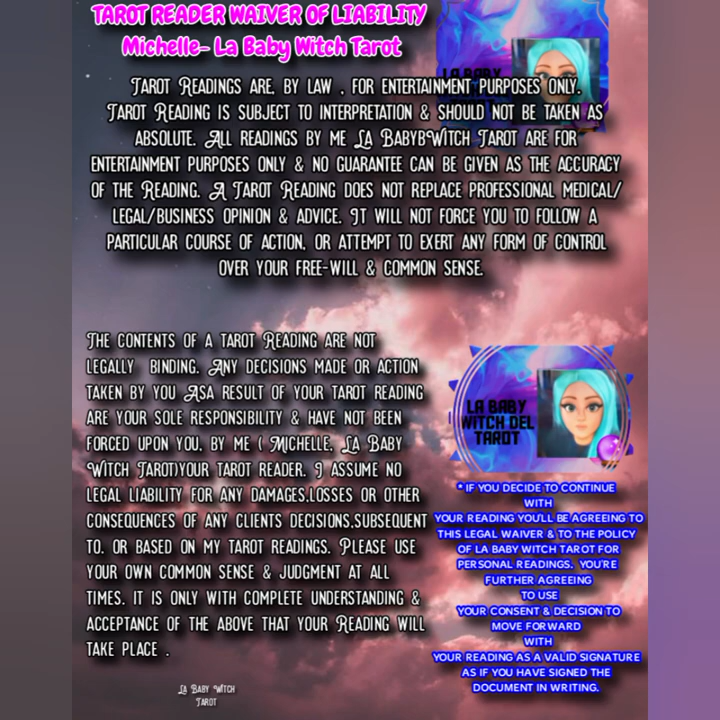 TAROT READER WAIVER OF LIABILITY
Michelle- La Baby Witch Tarot
LA BABY
TAROT READINGS ARE, BY LAW , FOR ENTERTAINMENT PURPOSES ONLY.
TAROT READING IS SUBJECT TO INTERPRETATION & SHOULD NOT BE TAKEN AS
ABSOLUTE. ALL READINGS BY ME LA BABYBWITCH TAROT ARE FOR
ENTERTAINMENT PURPOSES ONLY & NO GUARANTEE CAN BE GIVEN AS THE ACCURACY
OF THE READING. A TAROT READING DOES NOT REPLACE PROFESSIONAL MEDICAL/
LEGAL/BUSINESS OPINION & ADVICE. IT WILL NOT FORCE YOU TO FOLLOW A
PARTICULAR COURSE OF ACTION, OR ATTEMPT TO EXERT ANY FORM OF CONTROL
OVER YOUR FREE-WILL & COMMON SENSE.
THE CONTENTS OF A TAROT READING ARE NOT
LEGALLY BINDING. ANY DECISIONS MADE OR ACTION
TAKEN BY YOU ASA RESULT OF YOUR TAROT READING
ARE YOUR SOLE RESPONSIBILITY & HAVE NOT BEEN
FORCED UPON YOU, BY ME ( MICHELLE, LA BABY
WITCH TAROT)YOUR TAROT READER. I ASSUME NO
LEGAL LIABILITY FOR ANY DAMAGES,LOSSES OR OTHER
CONSEQUENCES OF ANY CLIENTS DECISIONS,SUBSEQUENT
TO, OR BASED ON MY TAROT READINGS. PLEASE USE
YOUR OWN COMMON SENSE & JUDGMENT AT ALL
TIMES. IT IS ONLY WITH COMPLETE UNDERSTANDING &
ACCEPTANCE OF THE ABOVE THAT YOUR READING WILL
TAKE PLACE .
LA BABY WITCH
TAROT
LA BABY
WITCH DEL
TAROT
* IF YOU DECIDE TO CONTINUE
WITH
YOUR READING YOU'LL BE AGREEING TO
THIS LEGAL WAIVER & TO THE POLICY
OF LA BABY WITCH TAROT FOR
PERSONAL READINGS. YOU'RE
FURTHER AGREEING
TO USE
YOUR CONSENT & DECISION TO
MOVE FORWARD
WITH
YOUR READING AS A VALID SIGNATURE
AS IF YOU HAVE SIGNED THE
DOCUMENT IN WRITING.